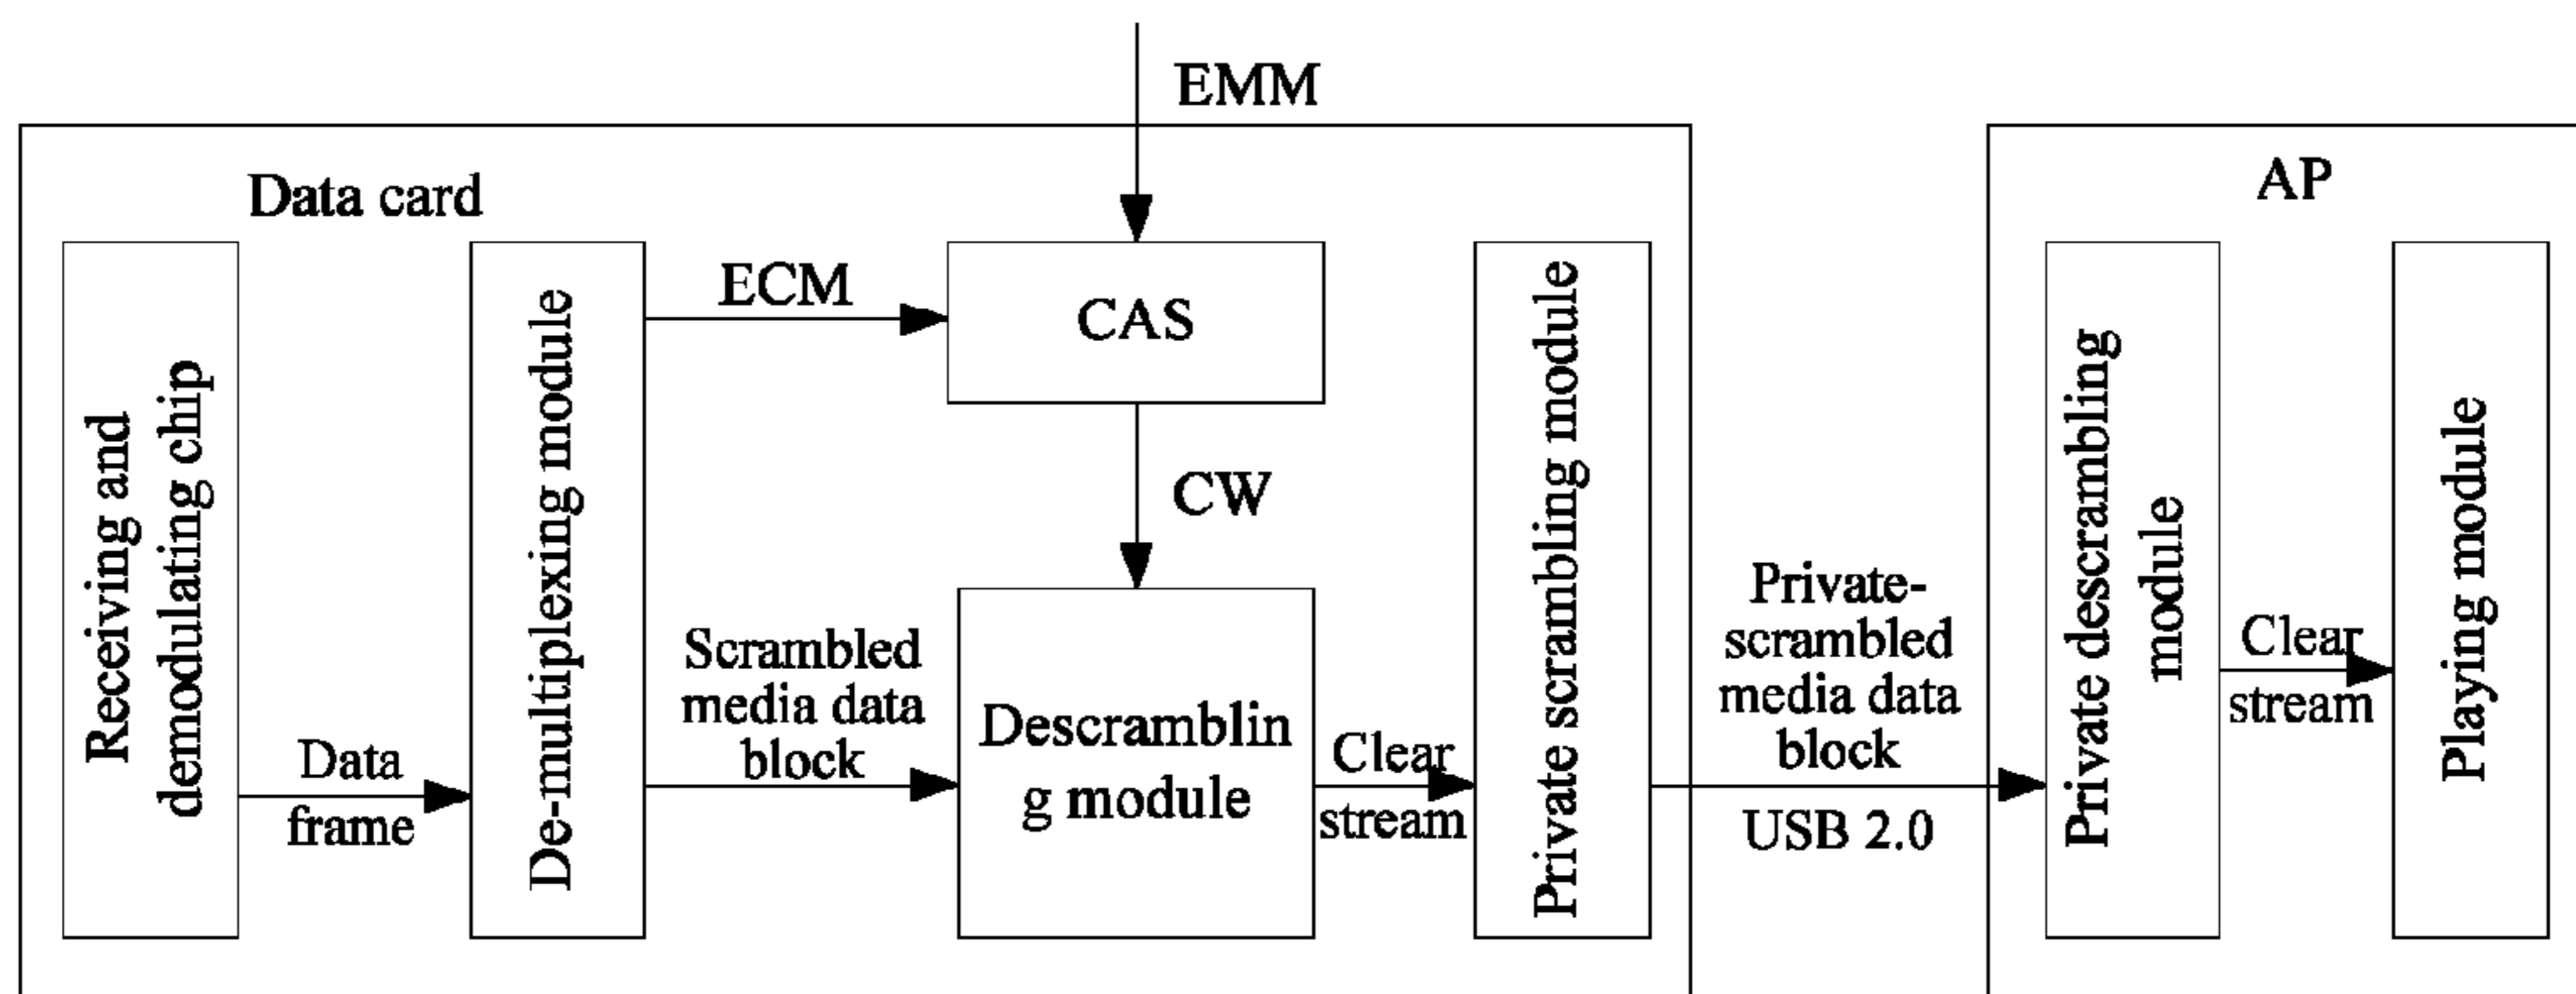 EMM
Data card
AP
Receiving and
demodulating chip
Data
frame
De-multiplexing module
ECM
CAS
CW
Scrambled
media data
block
Descramblin
g module
Clear
stream
Private scrambling module
Private-
scrambled
media data
block
USB 2.0
Private descrambling
module
Clear
stream
Playing module